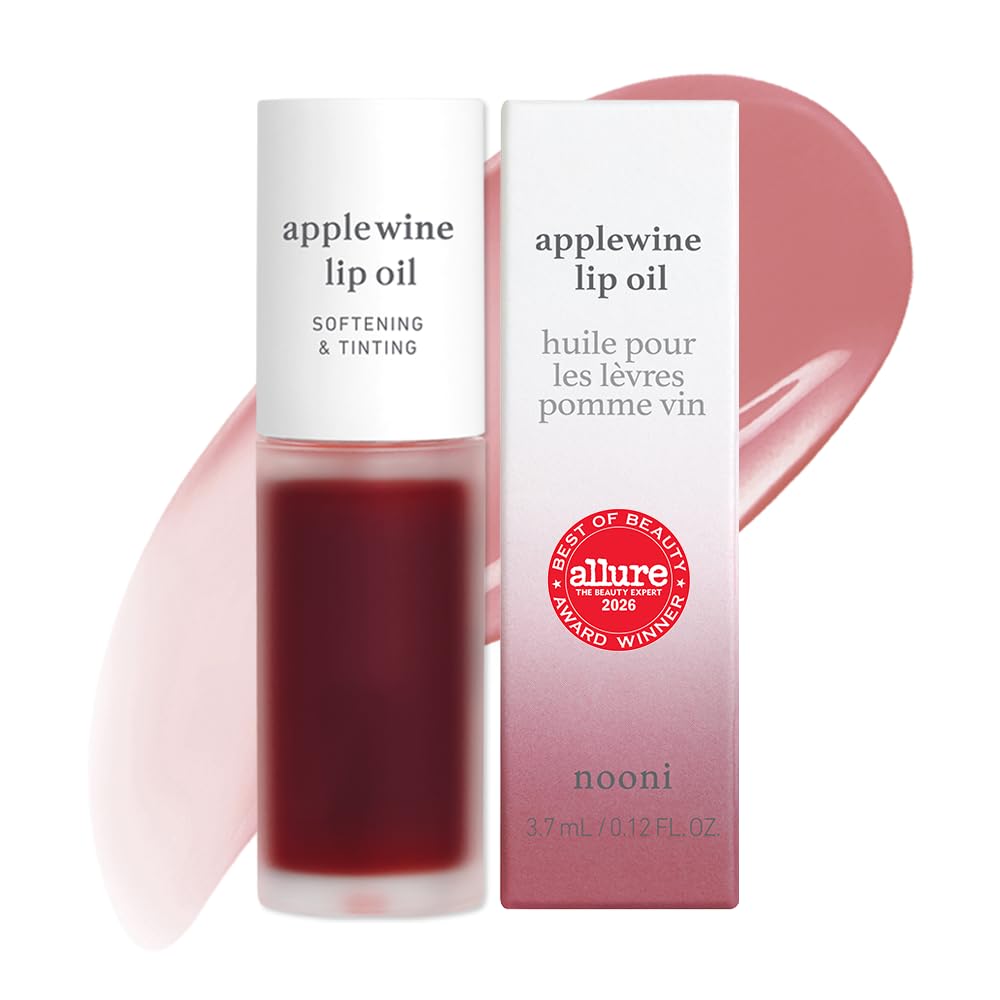 applewine
lip oil
SOFTENING
& TINTING
applewine
lip oil
huile pour
les lèvres
pomme vin
BEST OF BEAUTY
allure
THE BEAUTY EXPERT
2026
AWARD WINNER
nooni
3.7 mL / 0.12 FL. OZ.